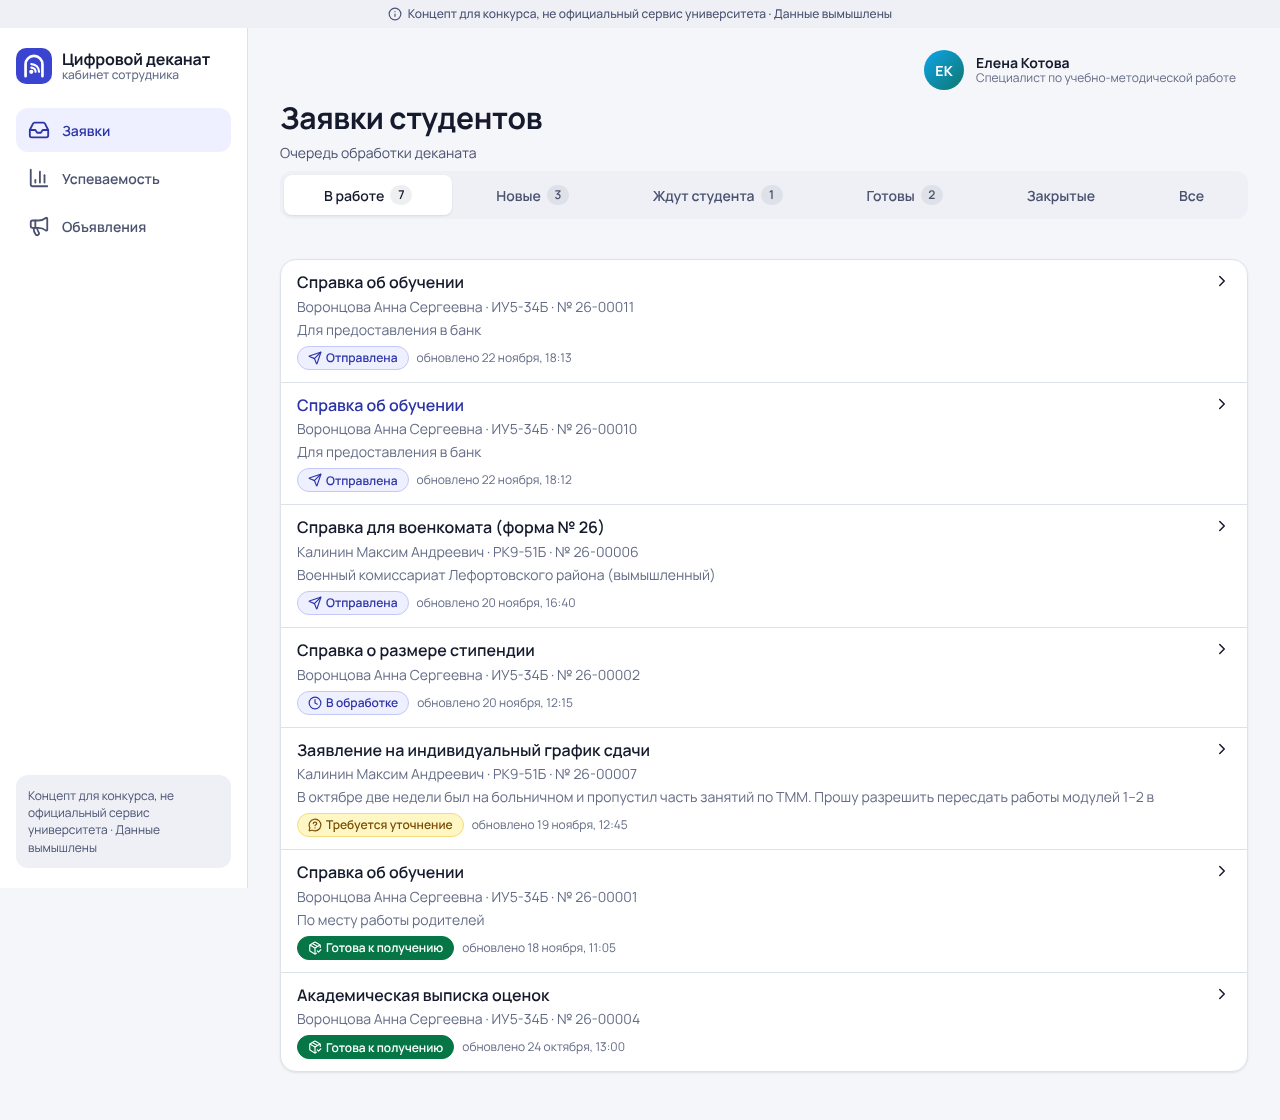 Концепт для конкурса, не официальный сервис университета · Данные вымышлены
Цифровой деканат
кабинет сотрудника
Заявки
Успеваемость
Объявления
Концепт для конкурса, не
официальный сервис
университета · Данные
вымышлены
ЕК
Елена Котова
Специалист по учебно-методической работе
Заявки студентов
Очередь обработки деканата
В работе 7 Новые 3 Ждут студента 1 Готовы 2 Закрытые Все
Справка об обучении
Воронцова Анна Сергеевна · ИУ5-34Б · № 26-00011
Для предоставления в банк
Отправлена обновлено 22 ноября, 18:13
Справка об обучении
Воронцова Анна Сергеевна · ИУ5-34Б · № 26-00010
Для предоставления в банк
Отправлена обновлено 22 ноября, 18:12
Справка для военкомата (форма № 26)
Калинин Максим Андреевич · РК9-51Б · № 26-00006
Военный комиссариат Лефортовского района (вымышленный)
Отправлена обновлено 20 ноября, 16:40
Справка о размере стипендии
Воронцова Анна Сергеевна · ИУ5-34Б · № 26-00002
В обработке обновлено 20 ноября, 12:15
Заявление на индивидуальный график сдачи
Калинин Максим Андреевич · РК9-51Б · № 26-00007
В октябре две недели был на больничном и пропустил часть занятий по ТММ. Прошу разрешить пересдать работы модулей 1–2 в
Требуется уточнение обновлено 19 ноября, 12:45
Справка об обучении
Воронцова Анна Сергеевна · ИУ5-34Б · № 26-00001
По месту работы родителей
Готова к получению обновлено 18 ноября, 11:05
Академическая выписка оценок
Воронцова Анна Сергеевна · ИУ5-34Б · № 26-00004
Готова к получению обновлено 24 октября, 13:00